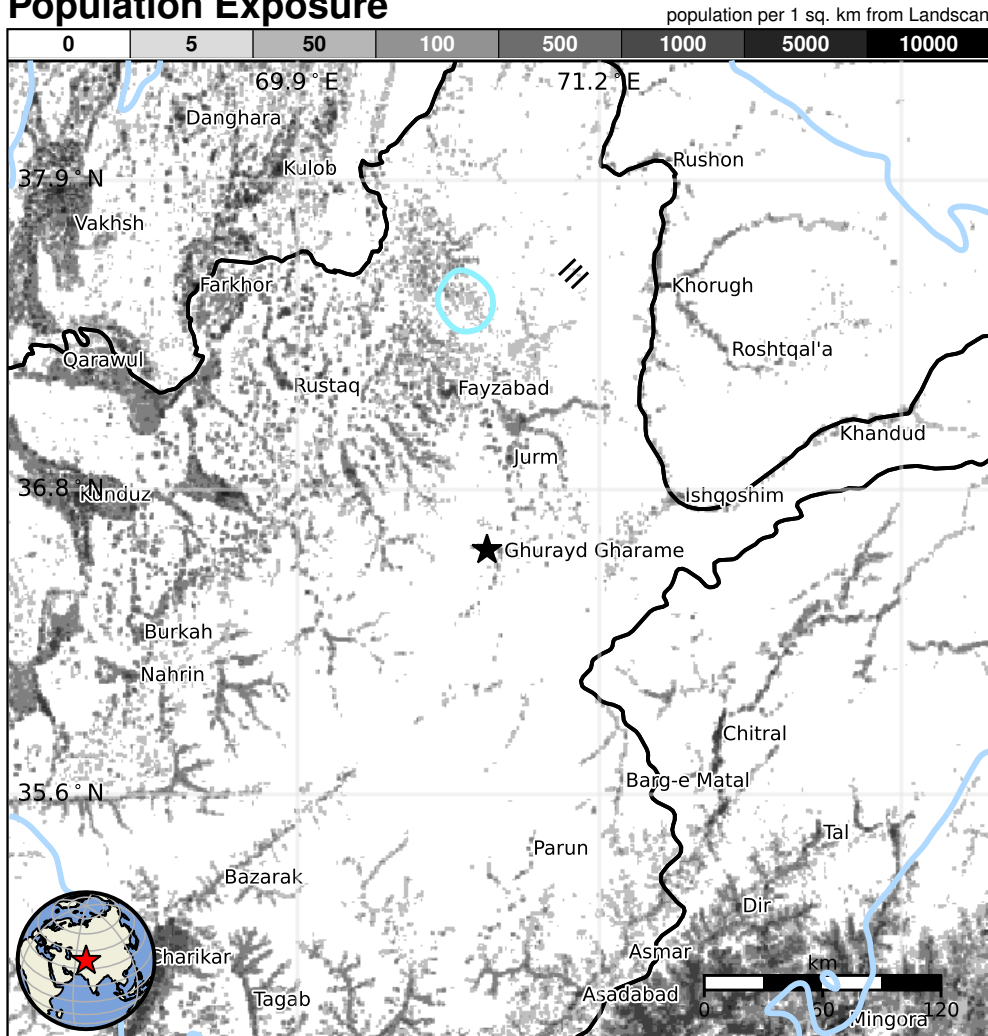 Population Exposure
population per 1 sq. km from Landscan
0 5 50 100 500 1000 5000 10000
69.9°E 71.2°E
Danghara
Kulob
Rushon
37.9°N
Vakhsh
Farkhor
Khorugh
Qarawul
Roshtqal'a
Rustaq
Fayzabad
Khandud
Jurm
36.8°N
Kunduz
Ishqoshim
Ghurayd Gharame
Burkah
Nahrin
Chitral
Barg-e Matal
35.6°N
Tal
Parun
Bazarak
Dir
Asmar
Charikar
km
Asadabad
Tagab
0 60 120
Mingora